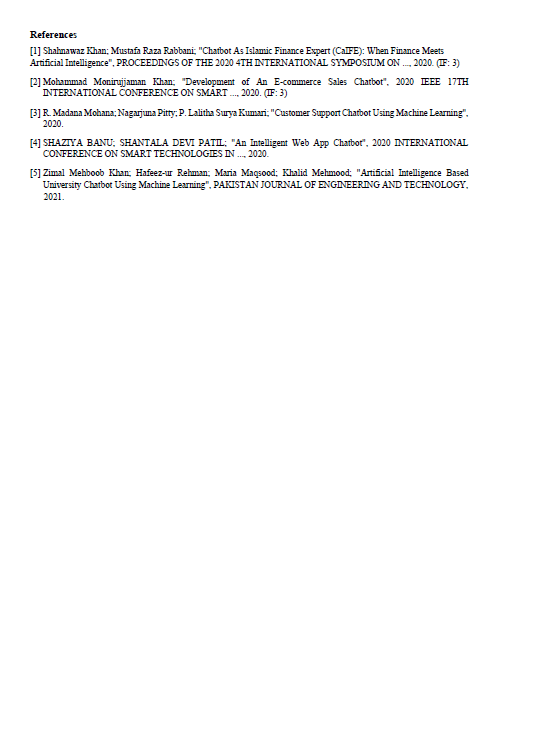 References
[1] Shahnawaz Khan; Mustafa Raza Rabbani; "Chatbot As Islamic Finance Expert (CaIFE): When Finance Meets
Artificial Intelligence", PROCEEDINGS OF THE 2020 4TH INTERNATIONAL SYMPOSIUM ON ..., 2020. (IF: 3)
[2] Mohammad Monirujjaman Khan; "Development of An E-commerce Sales Chatbot", 2020 IEEE 17TH
INTERNATIONAL CONFERENCE ON SMART ..., 2020. (IF: 3)
[3] R. Madana Mohana; Nagarjuna Pitty; P. Lalitha Surya Kumari; "Customer Support Chatbot Using Machine Learning",
2020.
[4] SHAZIYA BANU; SHANTALA DEVI PATIL; "An Intelligent Web App Chatbot", 2020 INTERNATIONAL
CONFERENCE ON SMART TECHNOLOGIES IN ..., 2020.
[5] Zimal Mehboob Khan; Hafeez-ur Rehman; Maria Maqsood; Khalid Mehmood; "Artificial Intelligence Based
University Chatbot Using Machine Learning", PAKISTAN JOURNAL OF ENGINEERING AND TECHNOLOGY,
2021.